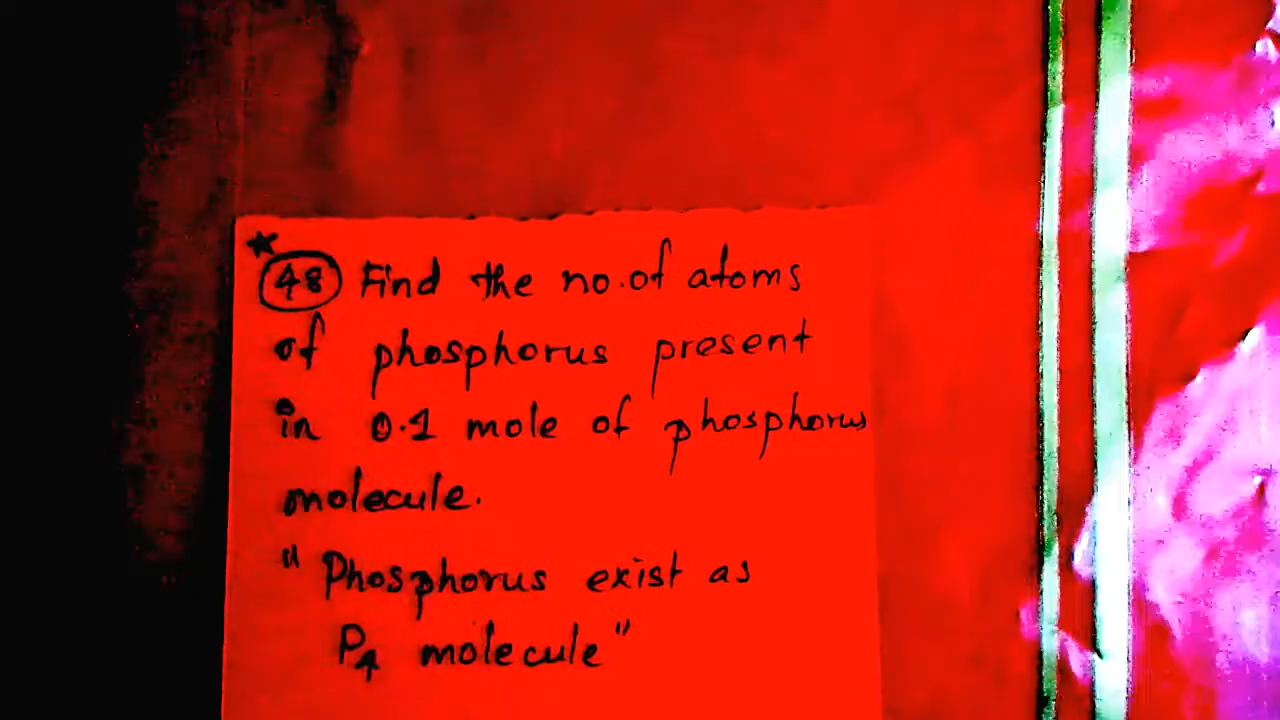 ★
48 Find the no. of atoms
of phosphorus present
in 0.1 mole of phosphorus
molecule.
" Phosphorus exist as
P₄ molecule"